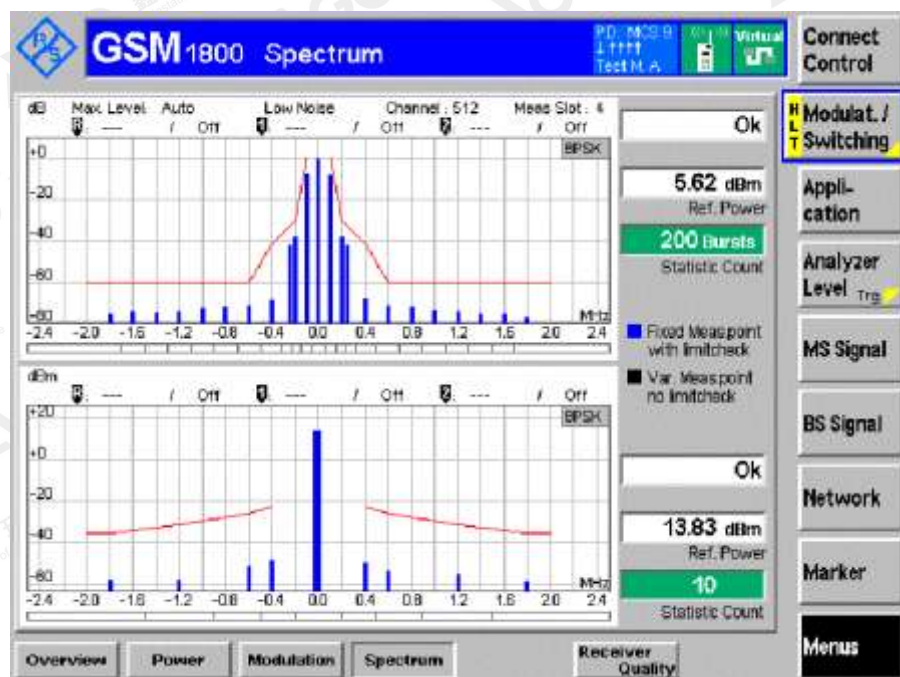 GSM 1800 Spectrum
PD: MCS 9
Test M. A
Virtual
Connect Control
dB Max. Level: Auto Low Noise Channel: 512 Meas Slot: 4
--- / Off --- / Off --- / Off
BPSK
+0
-20
-40
-60
-80
MHz
-2.4 -2.0 -1.6 -1.2 -0.8 -0.4 0.0 0.4 0.8 1.2 1.6 2.0 2.4
Ok
5.62 dBm
Ref. Power
200 Bursts
Statistic Count
Fixed Measpoint
with limitcheck
Var. Measpoint
no limitcheck
dBm
--- / Off --- / Off --- / Off
BPSK
+20
+0
-20
-40
-60
MHz
-2.4 -2.0 -1.6 -1.2 -0.8 -0.4 0.0 0.4 0.8 1.2 1.6 2.0 2.4
Ok
13.83 dBm
Ref. Power
10
Statistic Count
HLT
Modulat. /
Switching
Appli-
cation
Analyzer
Level Trg
MS Signal
BS Signal
Network
Marker
Menus
Overview Power Modulation Spectrum Receiver
Quality